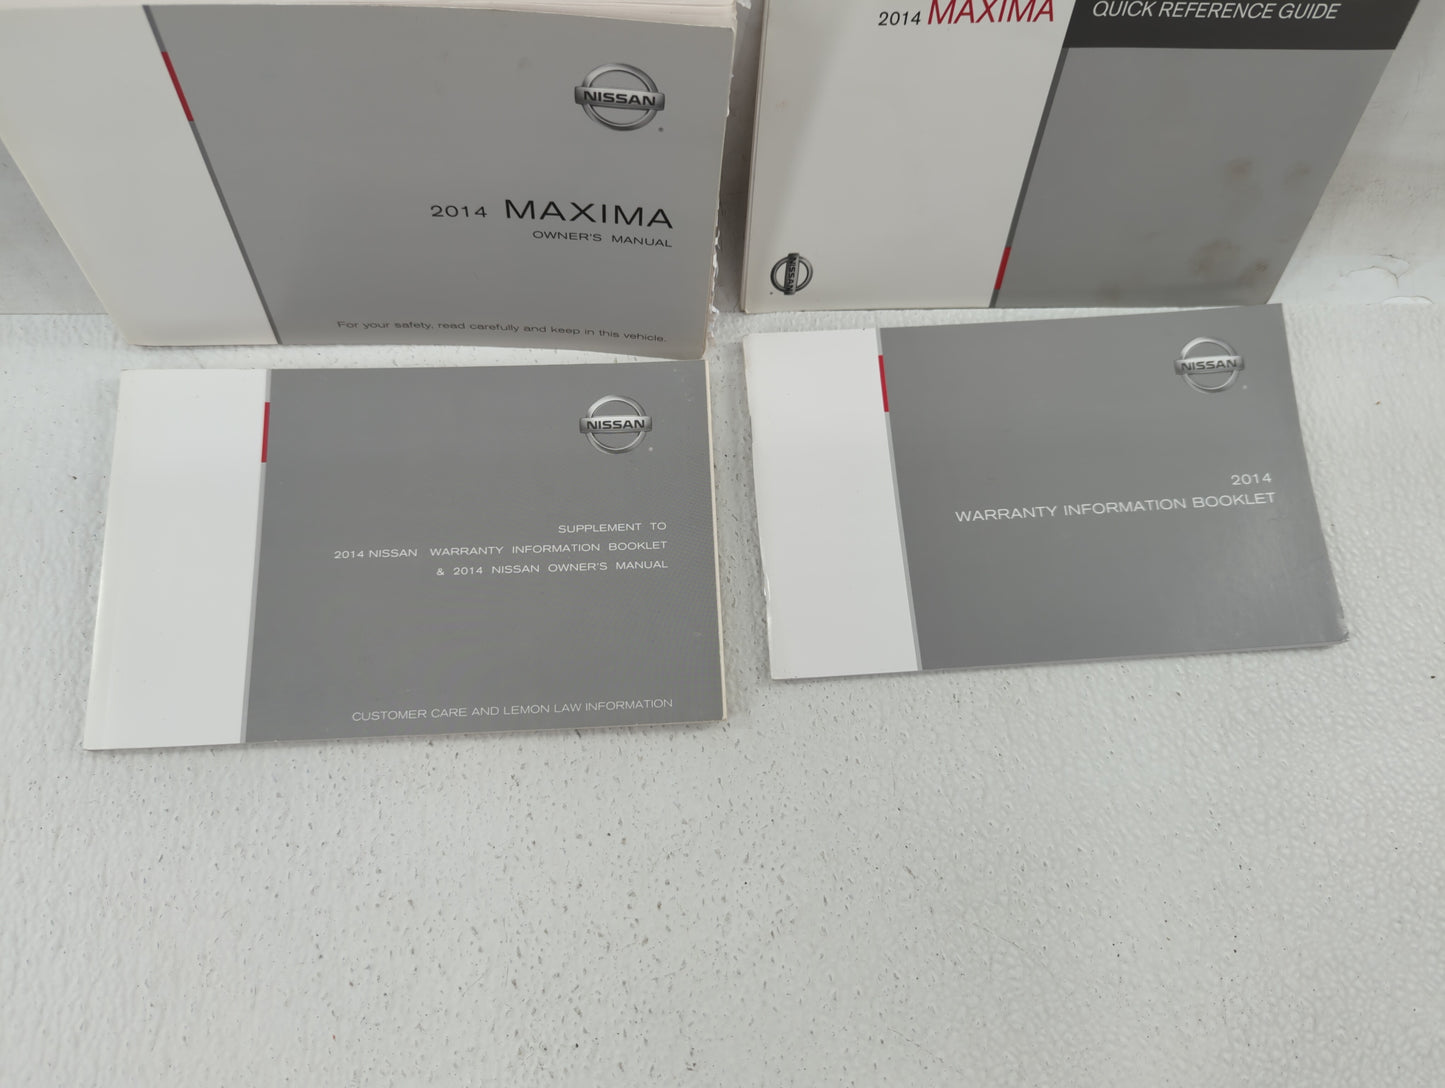 NISSAN
2014 MAXIMA
OWNER'S MANUAL
For your safety, read carefully and keep in this vehicle.
2014 MAXIMA
QUICK REFERENCE GUIDE
NISSAN
NISSAN
SUPPLEMENT TO
2014 NISSAN WARRANTY INFORMATION BOOKLET
& 2014 NISSAN OWNER'S MANUAL
CUSTOMER CARE AND LEMON LAW INFORMATION
NISSAN
2014
WARRANTY INFORMATION BOOKLET